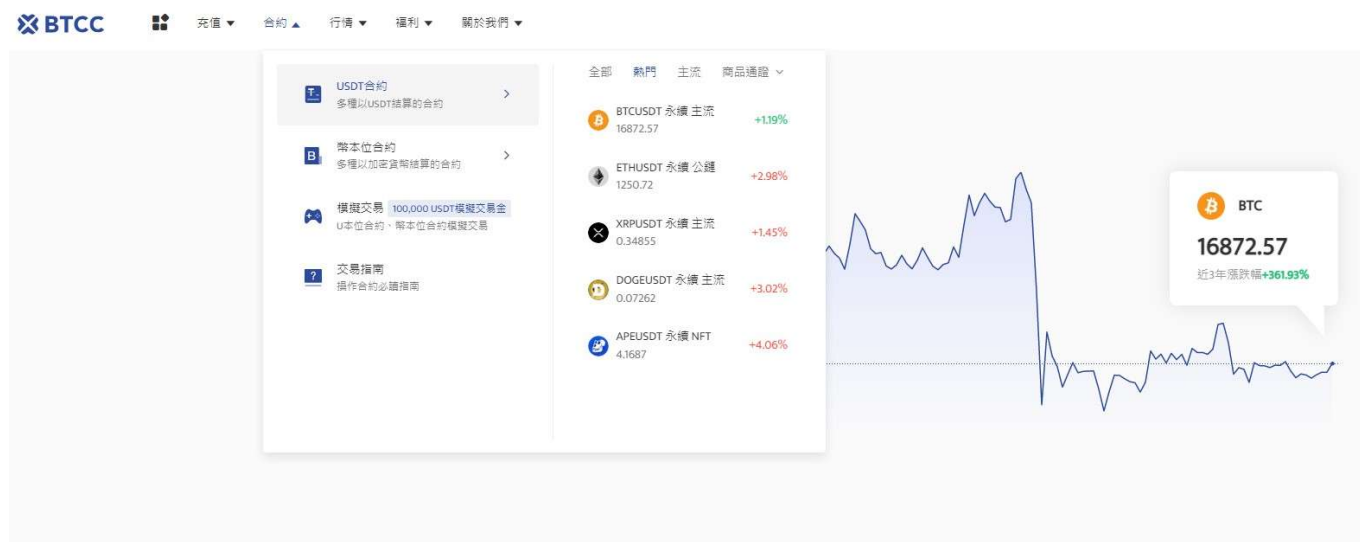 BTCC
充值
合約
行情
福利
關於我們
USDT合約
多種以USDT結算的合約
幣本位合約
多種以加密貨幣結算的合約
模擬交易 100,000 USDT模擬交易金
U本位合約、幣本位合約模擬交易
交易指南
操作合約必讀指南
全部 熱門 主流 商品通證
BTCUSDT 永續 主流
16872.57
+1.19%
ETHUSDT 永續 公鏈
1250.72
+2.98%
XRPUSDT 永續 主流
0.34855
+1.45%
DOGEUSDT 永續 主流
0.07262
+3.02%
APEUSDT 永續 NFT
4.1687
+4.06%
BTC
16872.57
近3年漲跌幅+361.93%